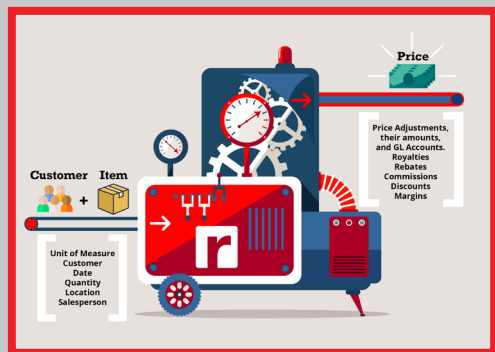 Price
Price Adjustments,
their amounts,
and GL Accounts.
Royalties
Rebates
Commissions
Discounts
Margins
Customer + Item
Unit of Measure
Customer
Date
Quantity
Location
Salesperson
r